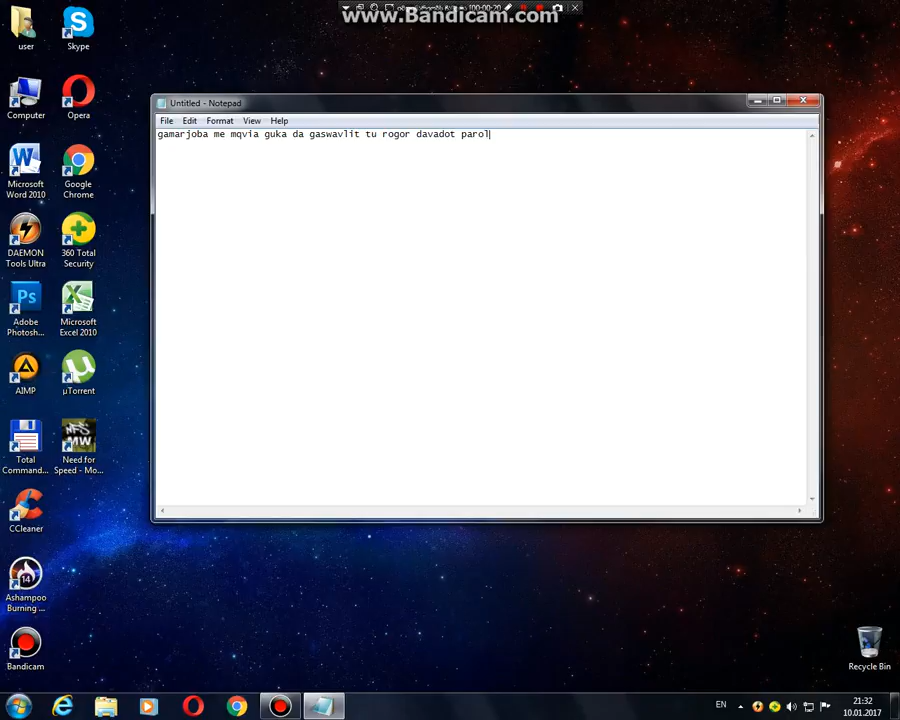 www.Bandicam.com
user
Skype
Computer
Opera
Microsoft Word 2010
Google Chrome
DAEMON Tools Ultra
360 Total Security
Adobe Photosh...
Microsoft Excel 2010
AIMP
µTorrent
Total Command...
Need for Speed - Mo...
CCleaner
Ashampoo Burning ...
Bandicam
Untitled - Notepad
File Edit Format View Help
gamarjoba me mqvia guka da gaswavlit tu rogor davadot parol
Recycle Bin
EN
21:32
10.01.2017